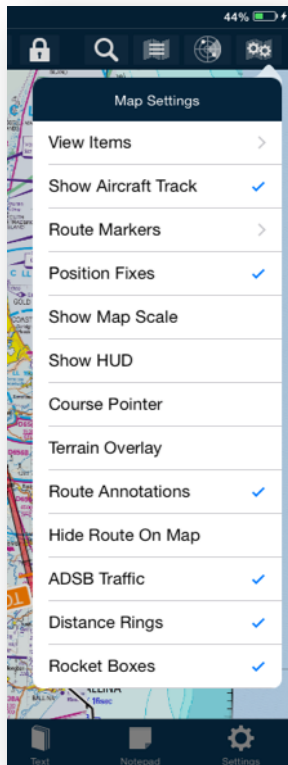 44%
Map Settings
View Items
Show Aircraft Track
Route Markers
Position Fixes
Show Map Scale
Show HUD
Course Pointer
Terrain Overlay
Route Annotations
Hide Route On Map
ADSB Traffic
Distance Rings
Rocket Boxes
Text
Notepad
Settings